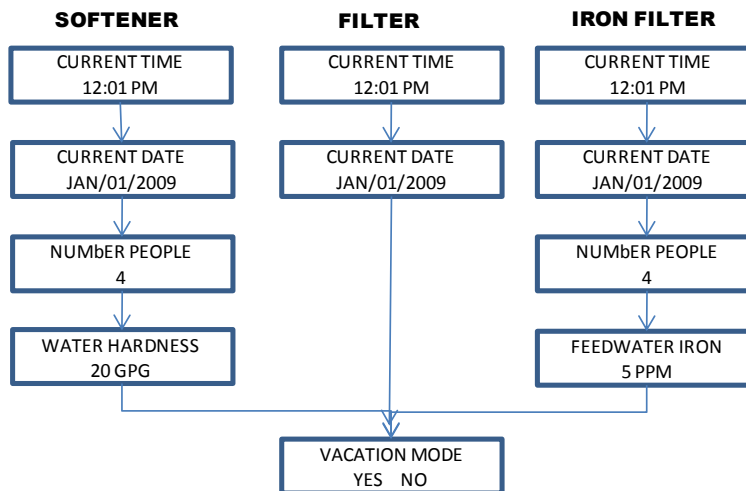 SOFTENER
FILTER
IRON FILTER
CURRENT TIME
12:01 PM
CURRENT TIME
12:01 PM
CURRENT TIME
12:01 PM
CURRENT DATE
JAN/01/2009
CURRENT DATE
JAN/01/2009
CURRENT DATE
JAN/01/2009
NUMbER PEOPLE
4
NUMbER PEOPLE
4
WATER HARDNESS
20 GPG
FEEDWATER IRON
5 PPM
VACATION MODE
YES NO